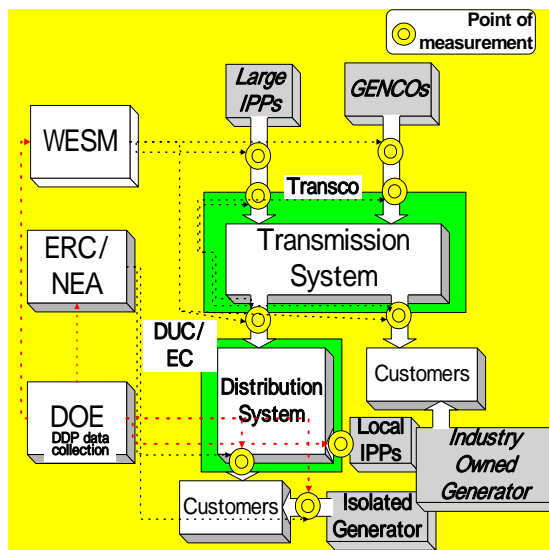 Point of
measurement
Large
IPPs
GENCOs
WESM
Transco
Transmission
System
ERC/
NEA
DUC/
EC
Distribution
System
Customers
DOE
DDP data
collection
Local
IPPs
Industry
Owned
Generator
Customers
Isolated
Generator